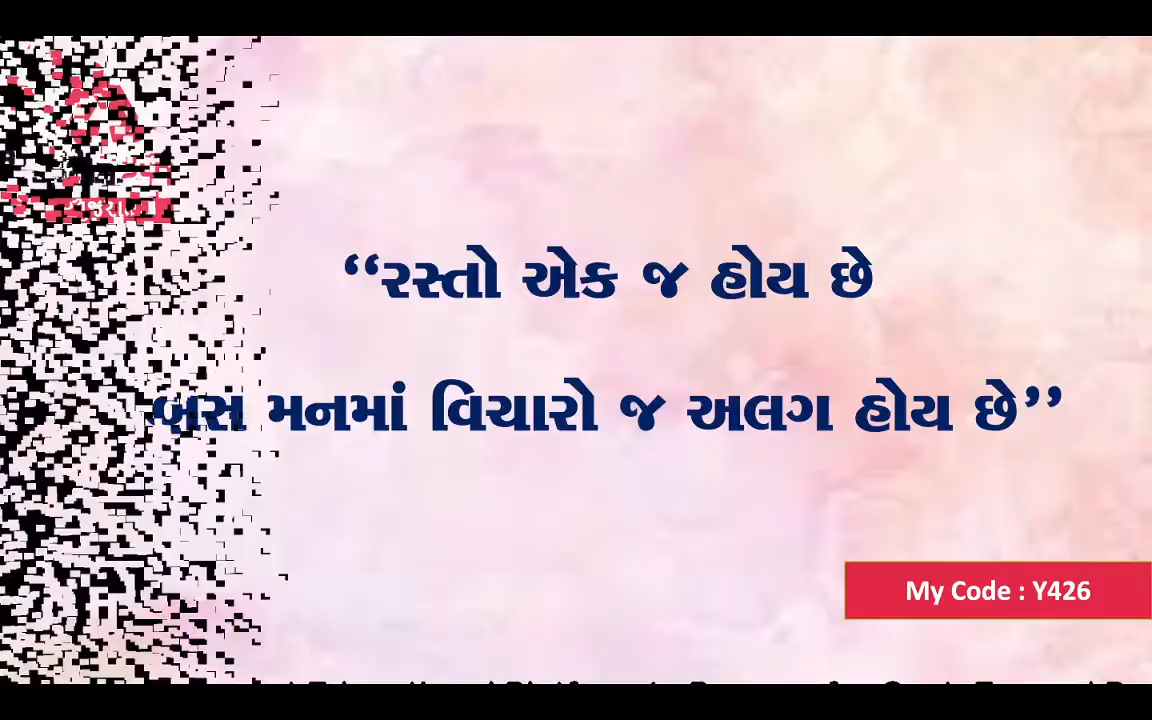 ‘‘રસ્તો એક જ હોય છે
બસ મનમાં વિચારો જ અલગ હોય છે’’
My Code : Y426